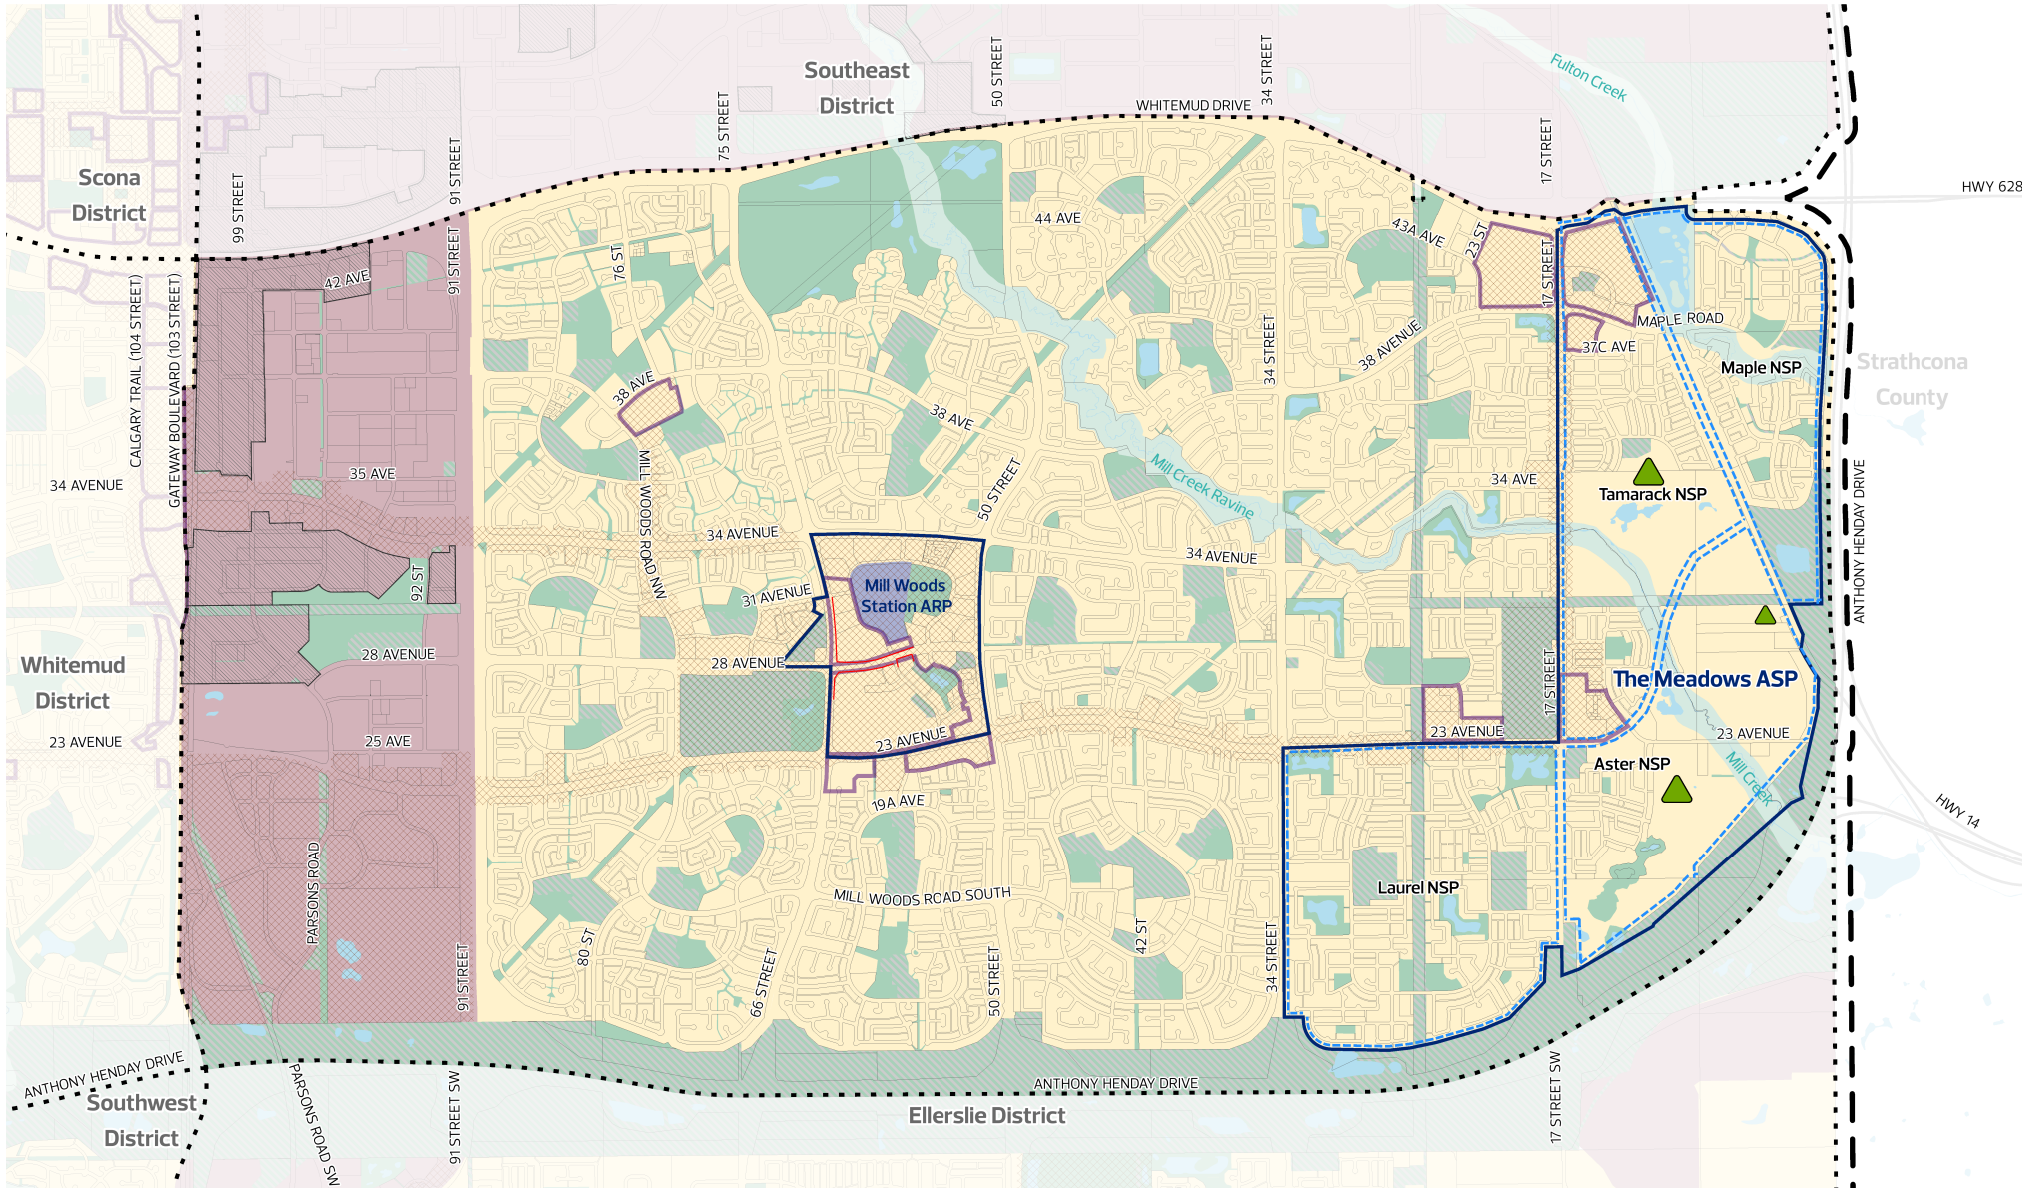 Southeast
District
50 STREET
34 STREET
Fulton Creek
WHITEMUD DRIVE
75 STREET
91 STREET
17 STREET
Scona
District
99 STREET
HWY 628
44 AVE
43A AVE
23 ST
76 ST
91 STREET
42 AVE
17 STREET
CALGARY TRAIL (104 STREET)
GATEWAY BOULEVARD (103 STREET)
MAPLE ROAD
37C AVE
38 AVENUE
34 STREET
Maple NSP
Strathcona
County
38 AVE
38 AVE
35 AVE
34 AVENUE
MILL WOODS ROAD NW
50 STREET
Mill Creek Ravine
34 AVE
Tamarack NSP
ANTHONY HENDAY DRIVE
34 AVENUE
34 AVENUE
92 ST
31 AVENUE
Mill Woods
Station ARP
28 AVENUE
28 AVENUE
Whitemud
District
17 STREET
The Meadows ASP
23 AVENUE
25 AVE
23 AVENUE
23 AVENUE
23 AVENUE
Aster NSP
Mill Creek
19A AVE
HWY 14
PARSONS ROAD
MILL WOODS ROAD SOUTH
Laurel NSP
80 ST
66 STREET
91 STREET
50 STREET
42 ST
34 STREET
ANTHONY HENDAY DRIVE
ANTHONY HENDAY DRIVE
Southwest
District
PARSONS ROAD SW
91 STREET SW
Ellerslie District
17 STREET SW